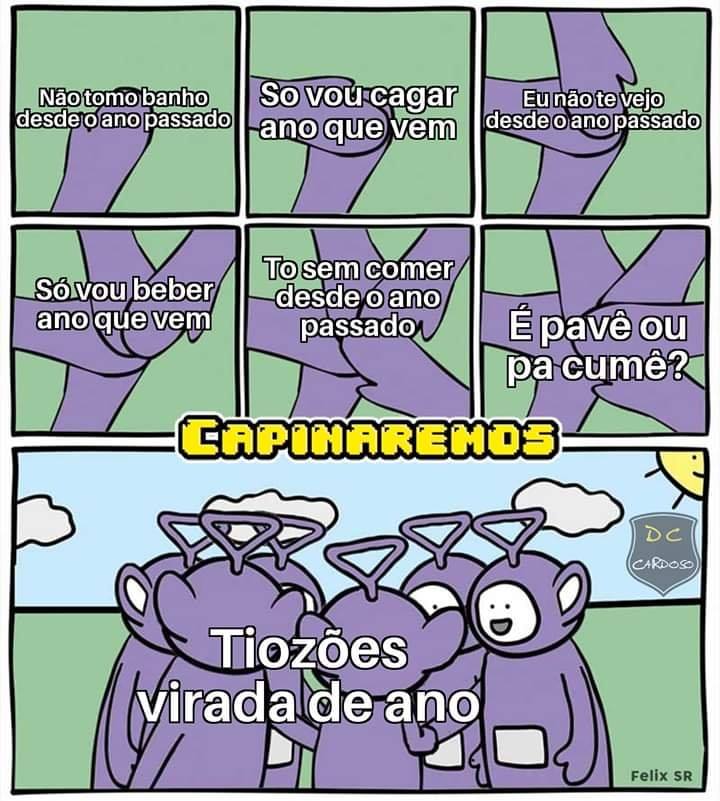 Não tomo banho
desde o ano passado
So vou cagar
ano que vem
Eu não te vejo
desde o ano passado
Só vou beber
ano que vem
To sem comer
desde o ano
passado
É pavê ou
pa cumê?
CAPINAREMOS
DC
CARDOSO
Tiozões
virada de ano
Felix SR